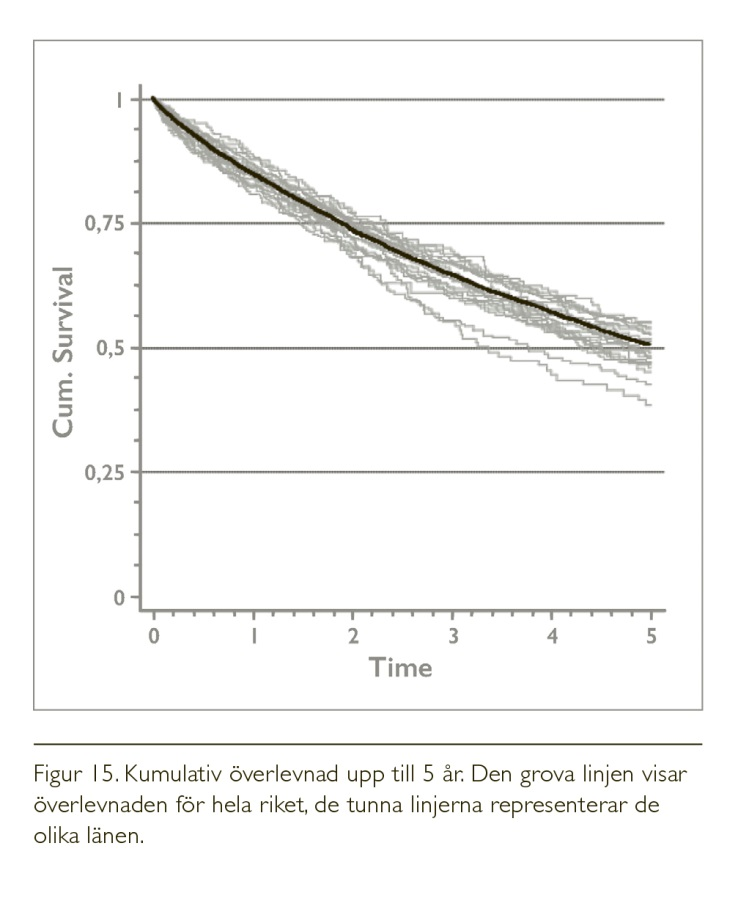 1
0,75
0,5
0,25
0
Cum. Survival
0 1 2 3 4 5
Time
Figur 15. Kumulativ överlevnad upp till 5 år. Den grova linjen visar
överlevnaden för hela riket, de tunna linjerna representerar de
olika länen.